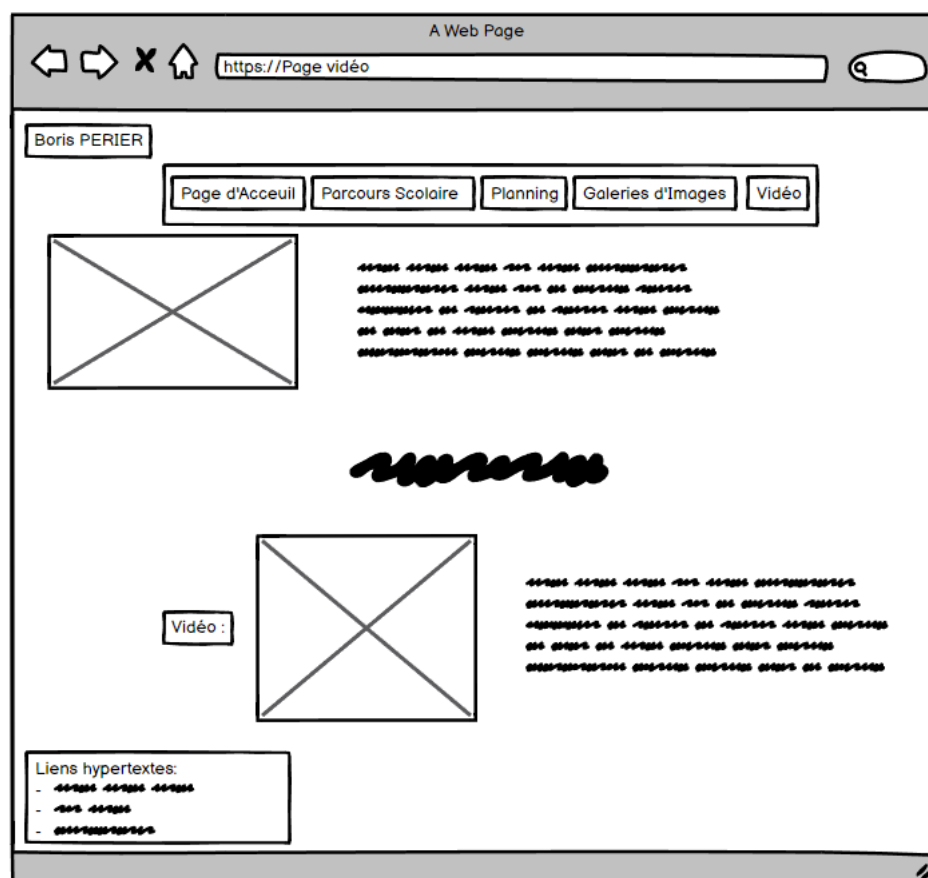 A Web Page
https://Page vidéo
Boris PERIER
Page d'Acceuil Parcours Scolaire Planning Galeries d'Images Vidéo
Vidéo :
Liens hypertextes:
-
-
-